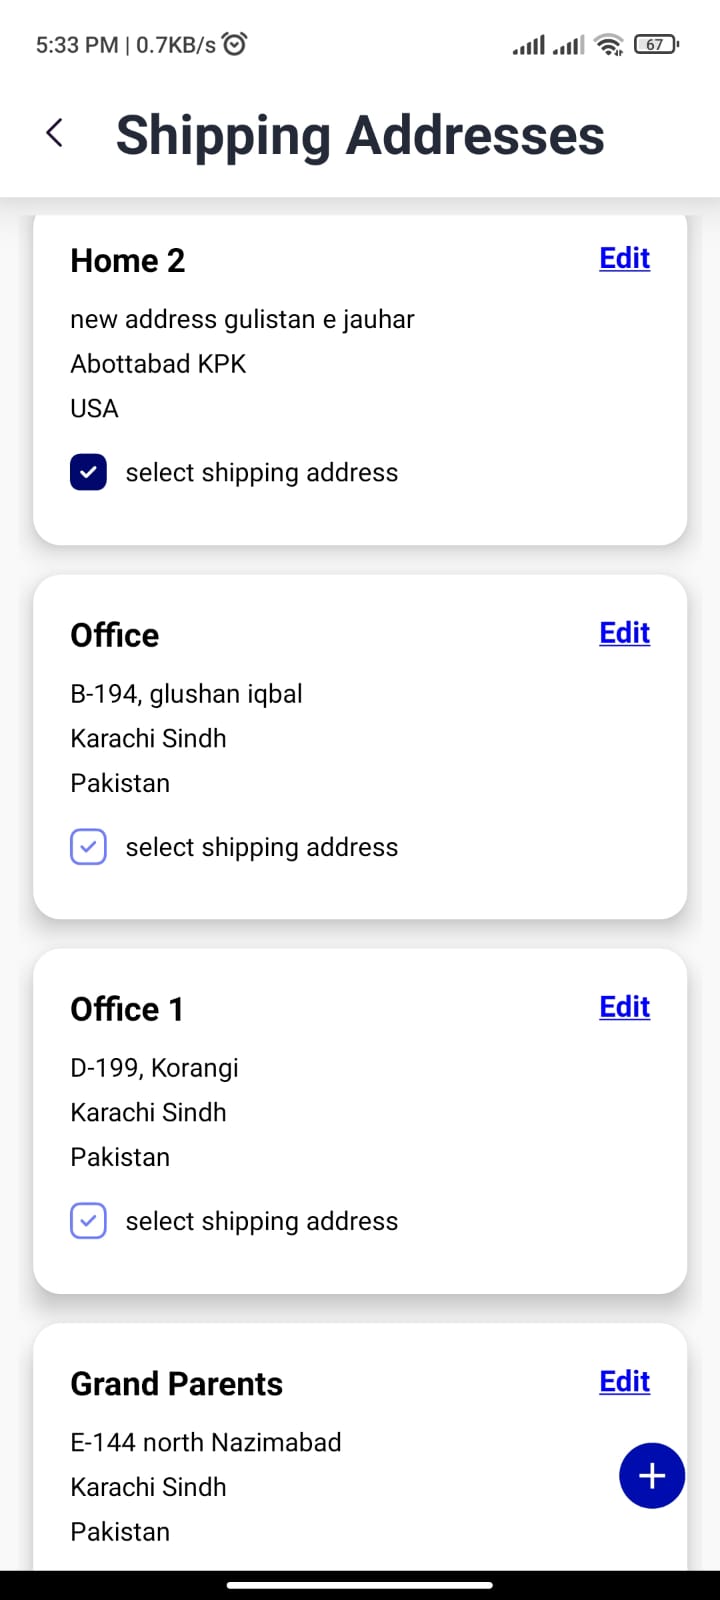 5:33 PM | 0.7KB/s
67
Shipping Addresses
Home 2
Edit
new address gulistan e jauhar
Abottabad KPK
USA
select shipping address
Office
Edit
B-194, glushan iqbal
Karachi Sindh
Pakistan
select shipping address
Office 1
Edit
D-199, Korangi
Karachi Sindh
Pakistan
select shipping address
Grand Parents
Edit
E-144 north Nazimabad
Karachi Sindh
Pakistan